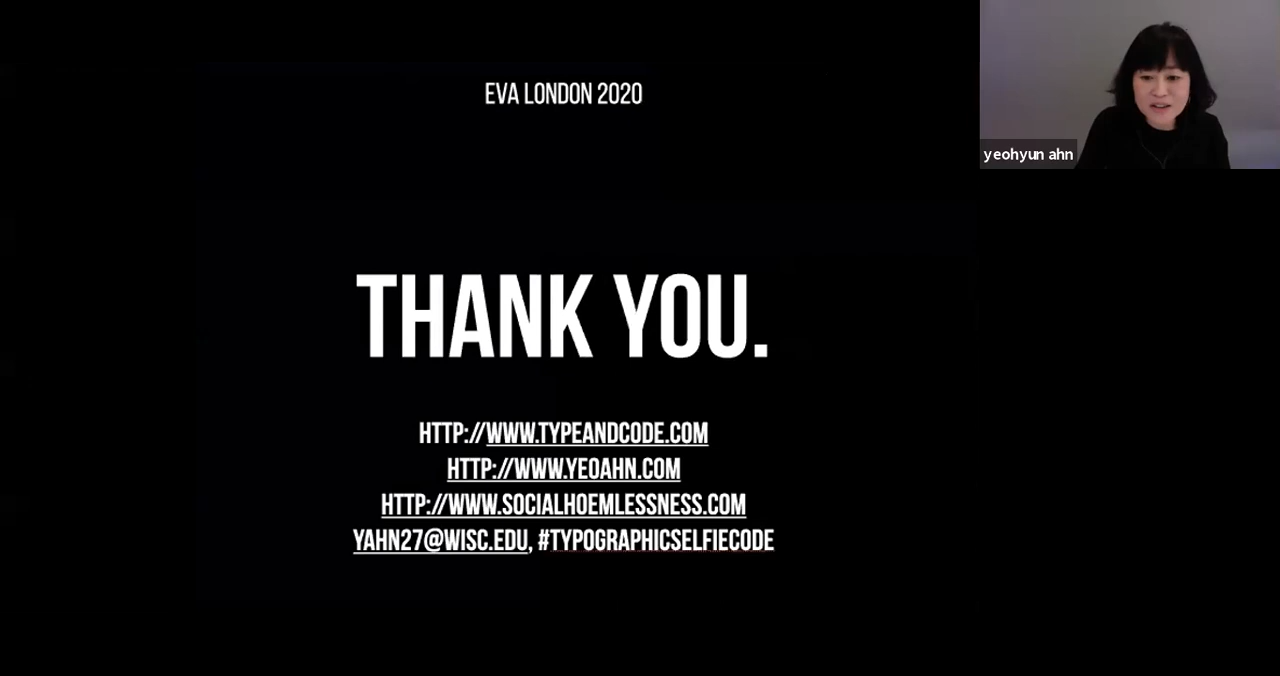 EVA LONDON 2020
yeohyun ahn
THANK YOU.
HTTP://WWW.TYPEANDCODE.COM
HTTP://WWW.YEOAHN.COM
HTTP://WWW.SOCIALHOEMLESSNESS.COM
YAHN27@WISC.EDU, #TYPOGRAPHICSELFIECODE